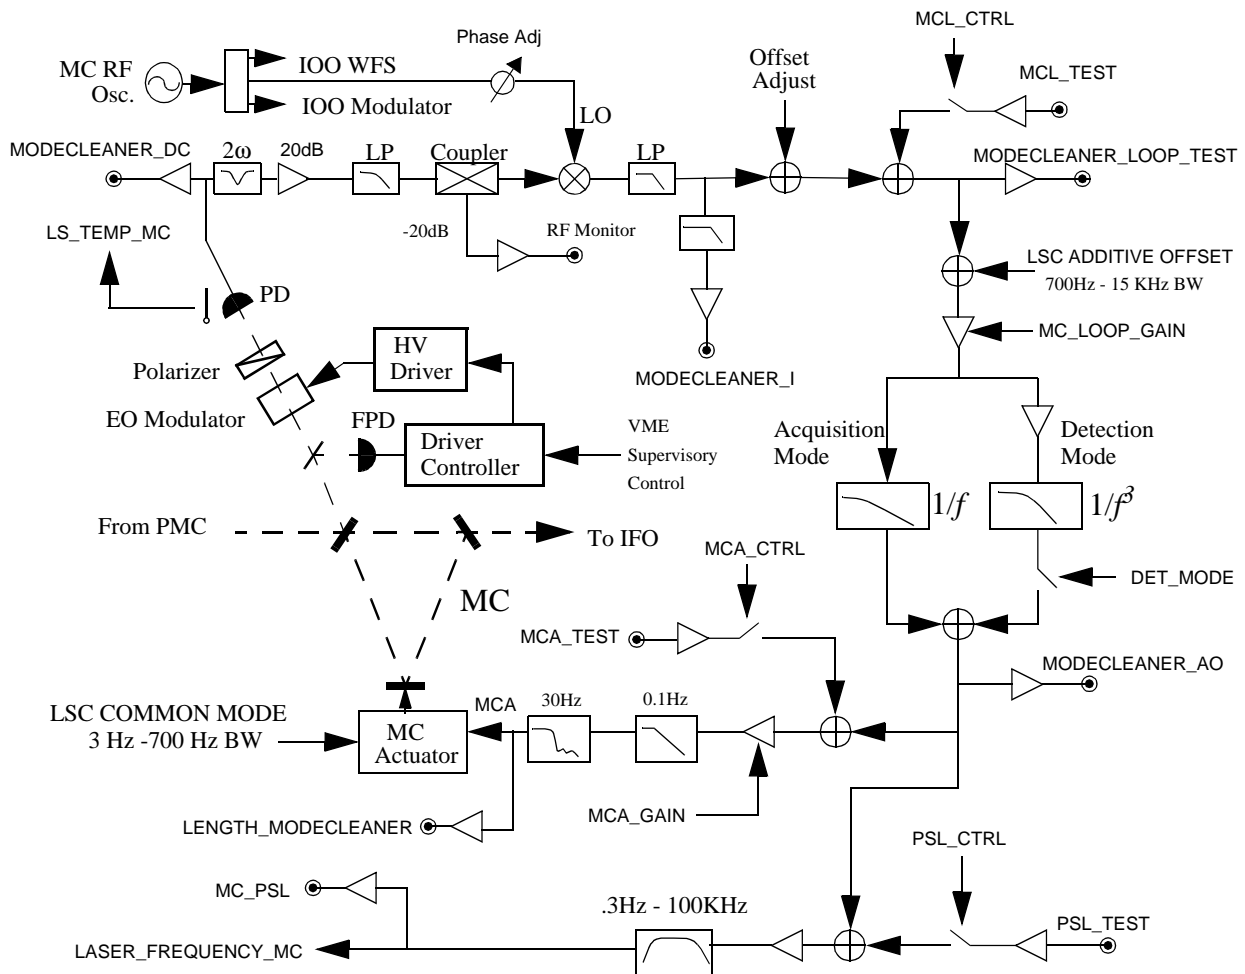 MCL_CTRL
Phase Adj
MC RF
Osc.
IOO WFS
IOO Modulator
Offset
Adjust
MCL_TEST
LO
MODECLEANER_DC
2ω
20dB
LP
Coupler
LP
MODECLEANER_LOOP_TEST
-20dB
RF Monitor
LS_TEMP_MC
LSC ADDITIVE OFFSET
700Hz - 15 KHz BW
PD
MC_LOOP_GAIN
HV
Driver
Polarizer
MODECLEANER_I
EO Modulator
FPD
Driver
Controller
VME
Supervisory
Control
Acquisition
Mode
Detection
Mode
1/f
1/f³
From PMC
To IFO
MCA_CTRL
DET_MODE
MC
MCA_TEST
MODECLEANER_AO
LSC COMMON MODE
3 Hz -700 Hz BW
MCA
30Hz
0.1Hz
MC
Actuator
MCA_GAIN
LENGTH_MODECLEANER
PSL_CTRL
MC_PSL
.3Hz - 100KHz
PSL_TEST
LASER_FREQUENCY_MC